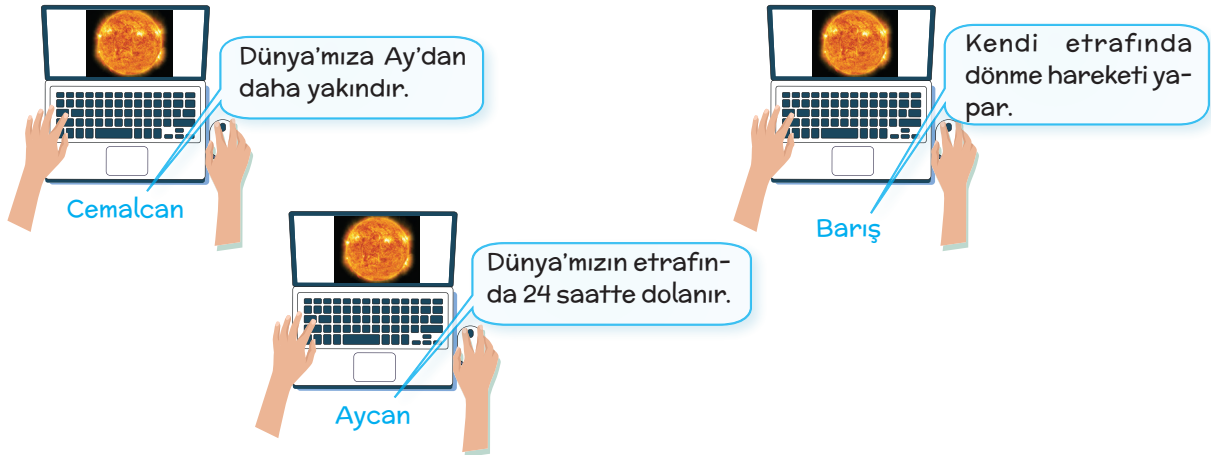 Dünya'mıza Ay'dan
daha yakındır.
Cemalcan
Kendi etrafında
dönme hareketi ya-
par.
Barış
Dünya'mızın etrafın-
da 24 saatte dolanır.
Aycan